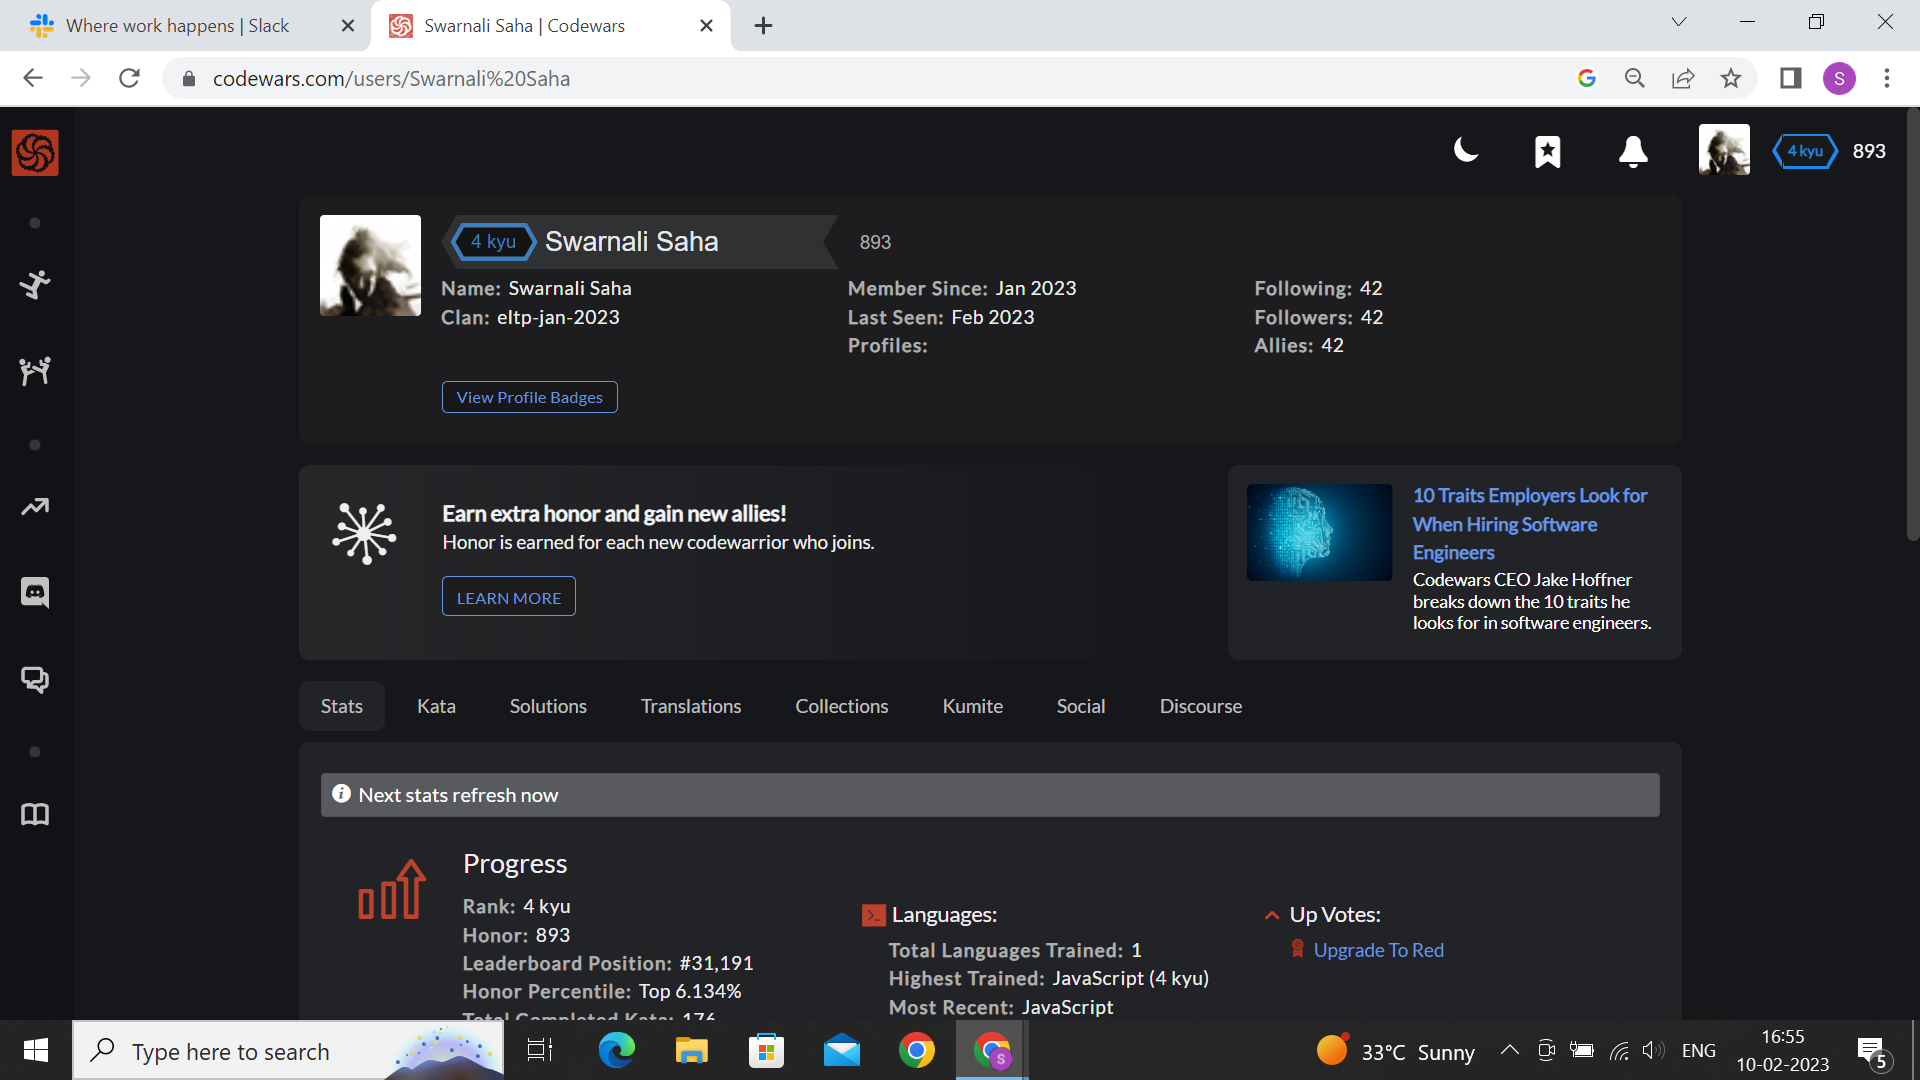 Where work happens | Slack
Swarnali Saha | Codewars
codewars.com/users/Swarnali%20Saha
S
4 kyu
893
4 kyu
Swarnali Saha
893
Name: Swarnali Saha
Clan: eltp-jan-2023
Member Since: Jan 2023
Last Seen: Feb 2023
Profiles:
Following: 42
Followers: 42
Allies: 42
View Profile Badges
Earn extra honor and gain new allies!
Honor is earned for each new codewarrior who joins.
LEARN MORE
10 Traits Employers Look for
When Hiring Software
Engineers
Codewars CEO Jake Hoffner
breaks down the 10 traits he
looks for in software engineers.
Stats
Kata
Solutions
Translations
Collections
Kumite
Social
Discourse
Next stats refresh now
Progress
Rank: 4 kyu
Honor: 893
Leaderboard Position: #31,191
Honor Percentile: Top 6.134%
Total Completed Kata: 176
Languages:
Total Languages Trained: 1
Highest Trained: JavaScript (4 kyu)
Most Recent: JavaScript
Up Votes:
Upgrade To Red
Type here to search
S
33°C Sunny
ENG
16:55
10-02-2023
5